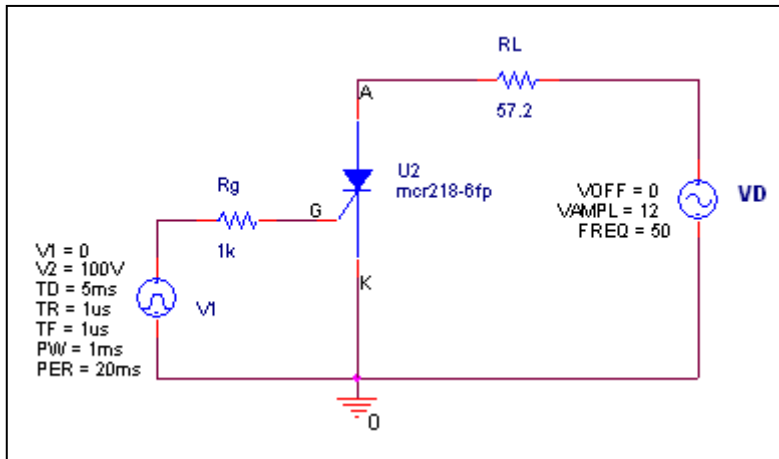 RL
A
57.2
U2
mcr218-6fp
Rg
G
1k
K
VOFF = 0
VAMPL = 12
FREQ = 50
VD
V1 = 0
V2 = 100V
TD = 5ms
TR = 1us
TF = 1us
PW = 1ms
PER = 20ms
V1
0